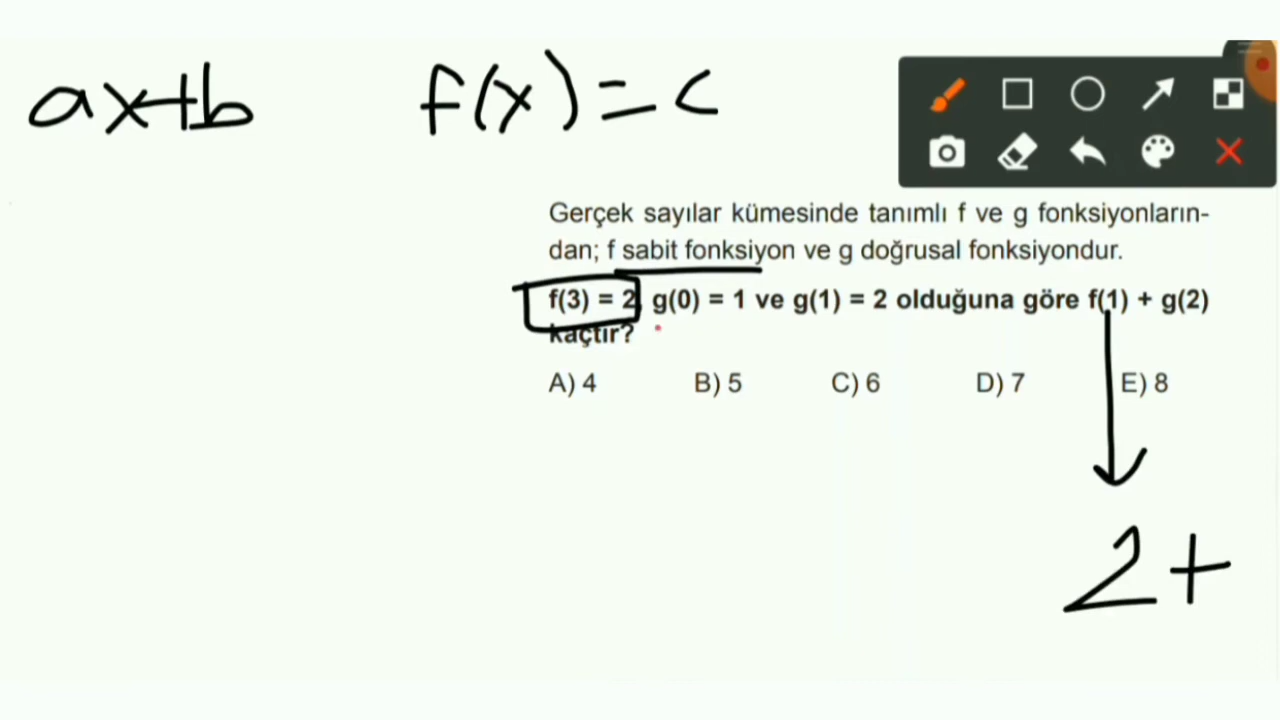 ax+b
f(x)=c
Gerçek sayılar kümesinde tanımlı f ve g fonksiyonların-
dan; f sabit fonksiyon ve g doğrusal fonksiyondur.
f(3) = 2, g(0) = 1 ve g(1) = 2 olduğuna göre f(1) + g(2)
kaçtır?
A) 4 B) 5 C) 6 D) 7 E) 8
2+